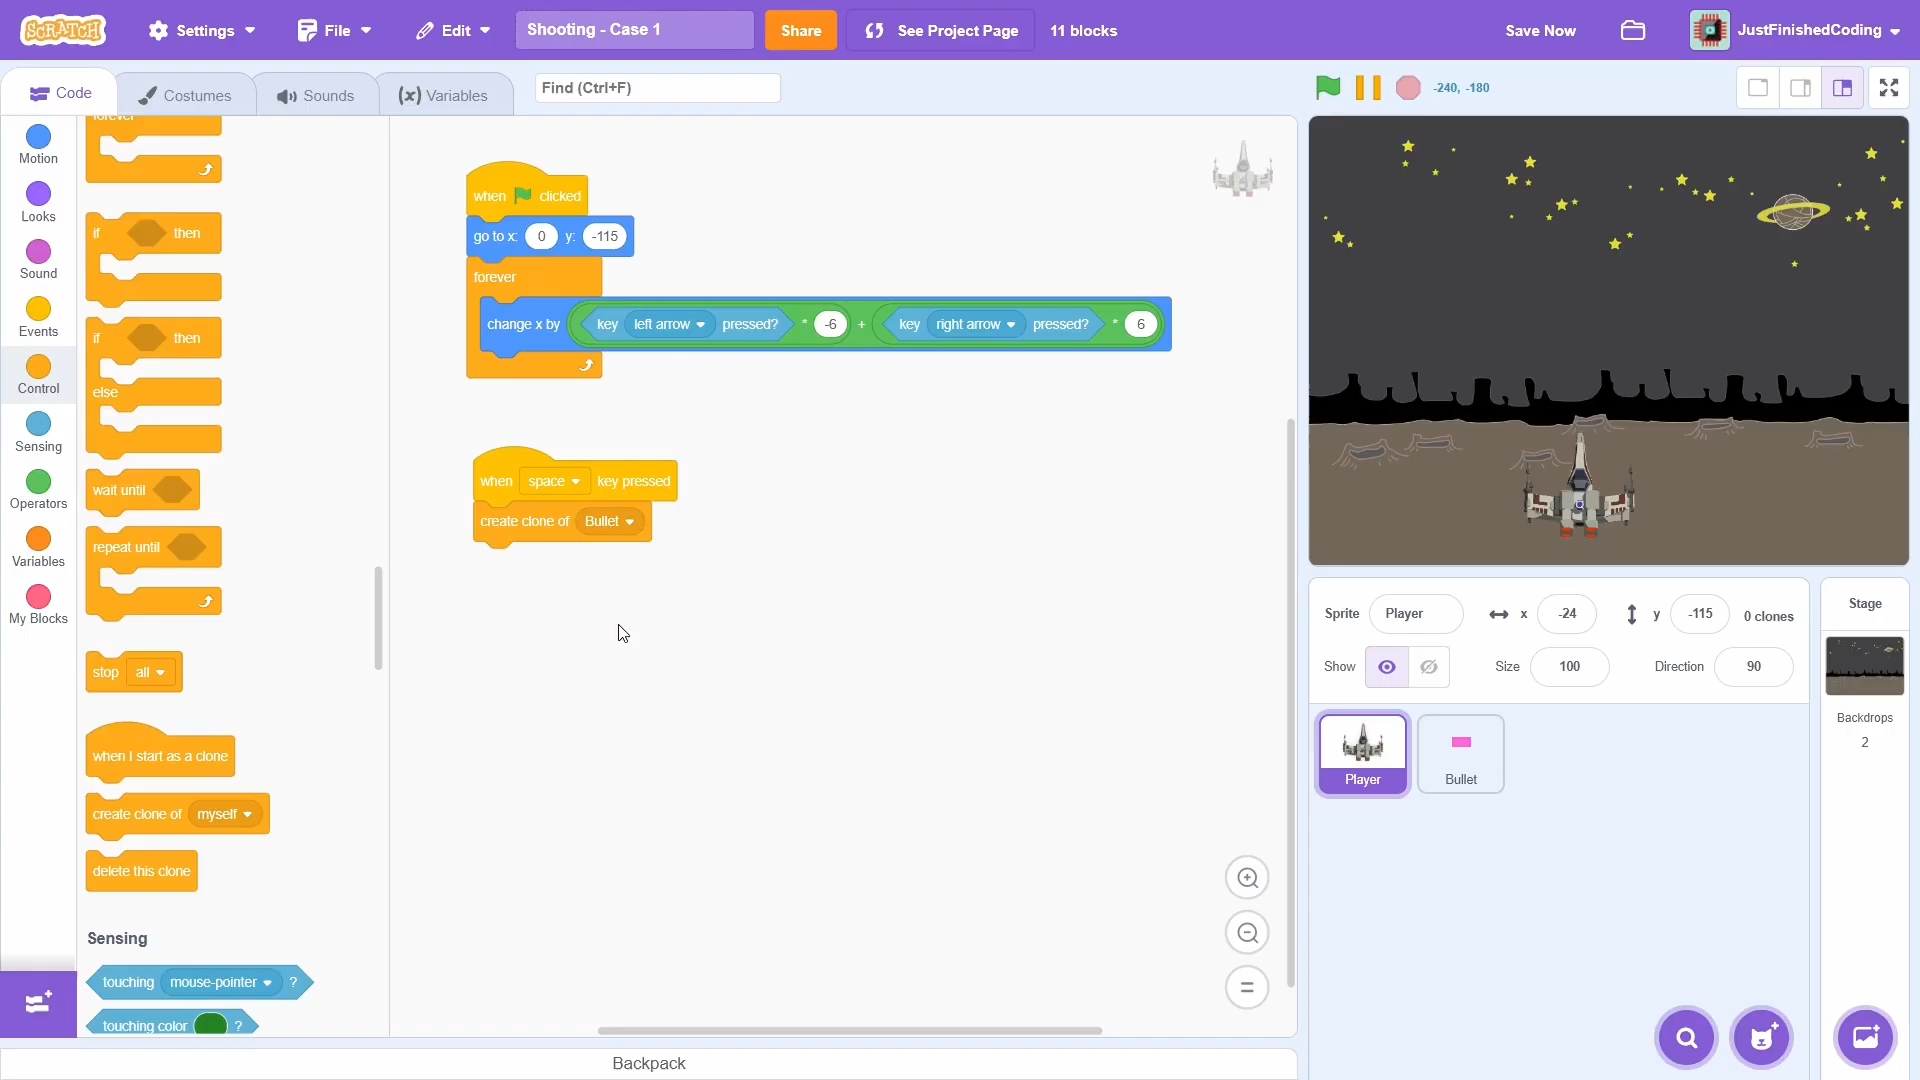 SCRATCH
Settings
File
Edit
Shooting - Case 1
Share
See Project Page
11 blocks
Save Now
JustFinishedCoding
Code
Costumes
Sounds
(x) Variables
Find (Ctrl+F)
-240, -180
Motion
Looks
Sound
Events
Control
Sensing
Operators
Variables
My Blocks
forever
if then
if then
else
wait until
repeat until
stop all
when I start as a clone
create clone of myself
delete this clone
Sensing
touching mouse-pointer ?
touching color ?
when clicked
go to x: 0 y: -115
forever
change x by key left arrow pressed? * -6 + key right arrow pressed? * 6
when space key pressed
create clone of Bullet
Backpack
Sprite Player x -24 y -115 0 clones
Show Size 100 Direction 90
Player
Bullet
Stage
Backdrops
2